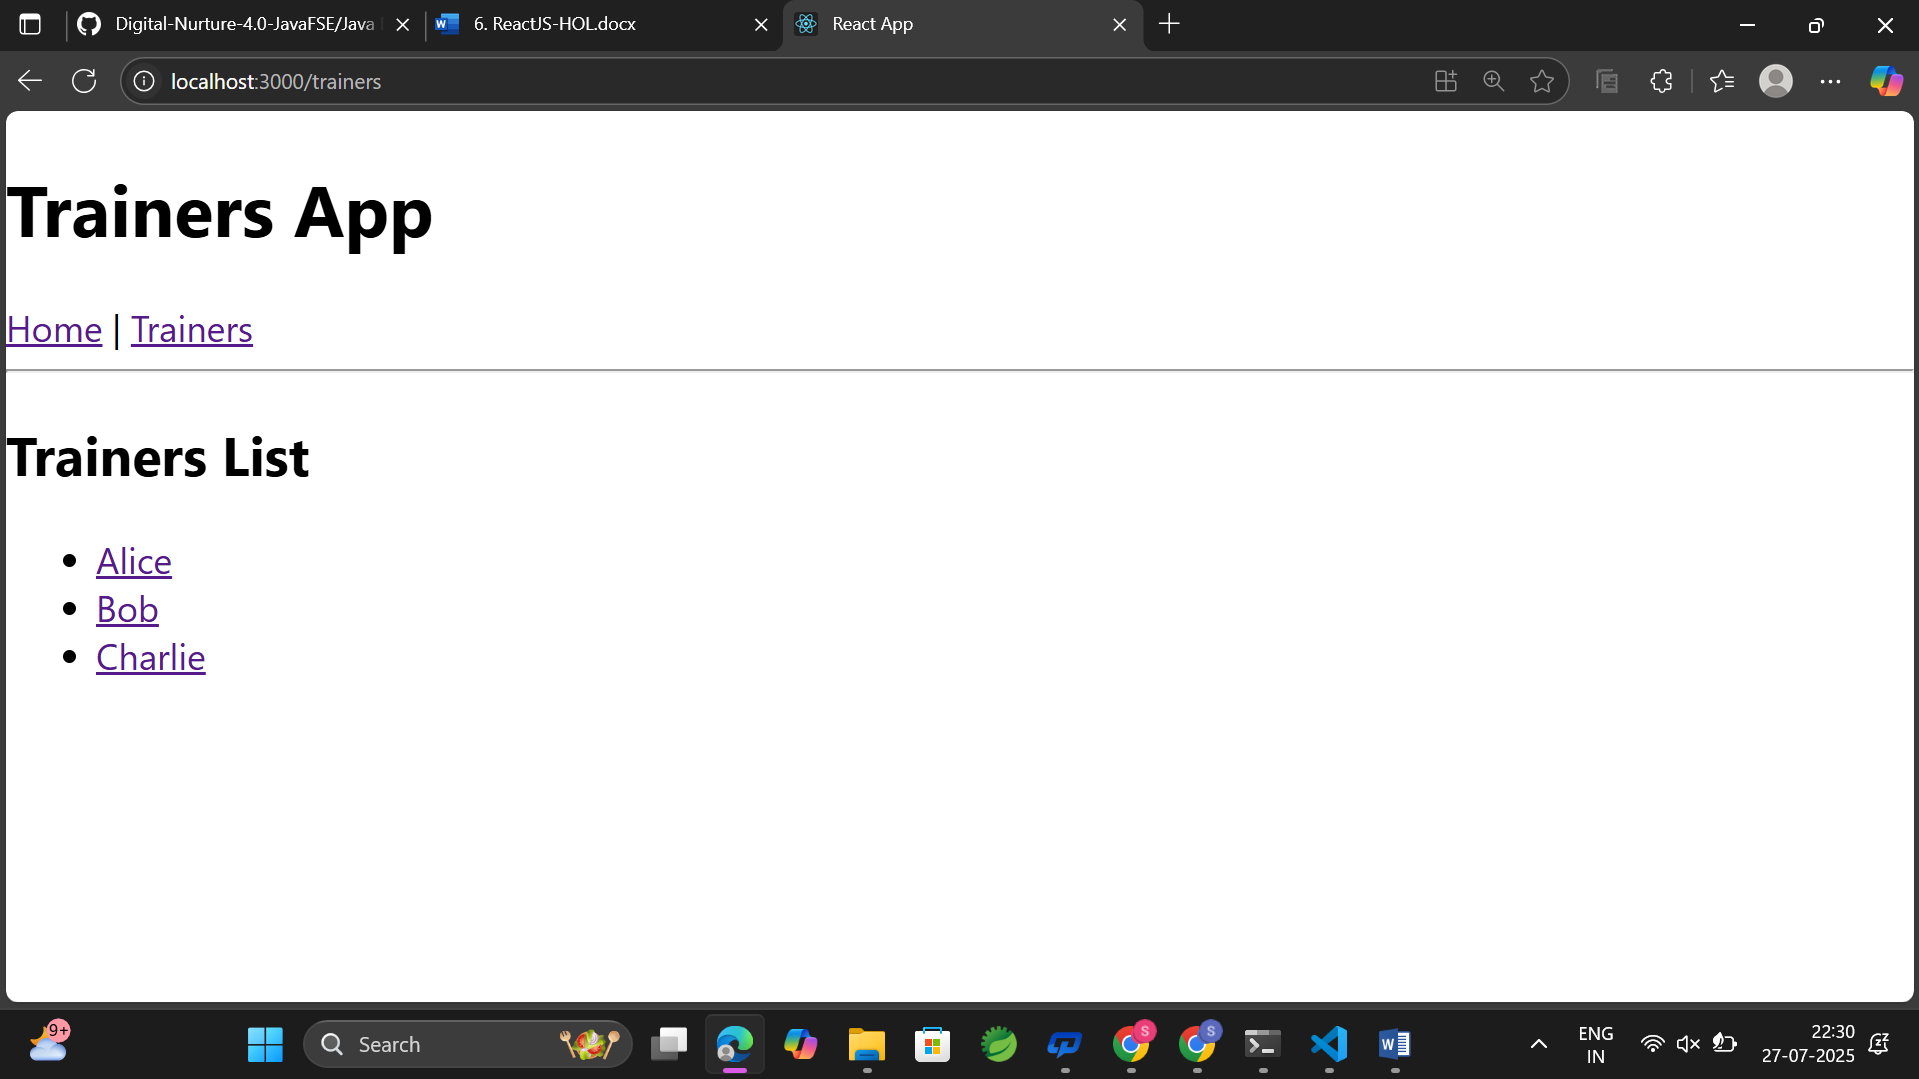 Digital-Nurture-4.0-JavaFSE/Java
6. ReactJS-HOL.docx
React App
localhost:3000/trainers
Trainers App
Home | Trainers
Trainers List
Alice
Bob
Charlie
9+
Search
S
S
ENG
IN
22:30
27-07-2025